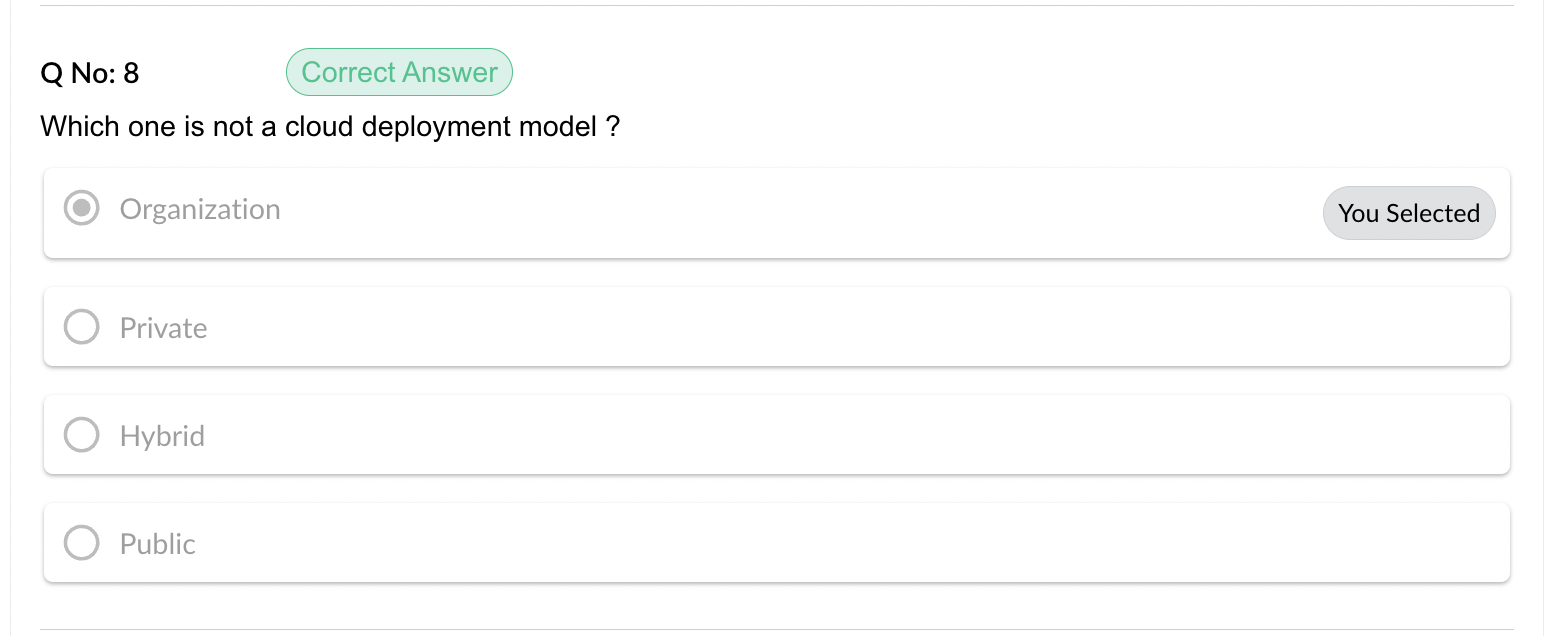 Q No: 8 Correct Answer
Which one is not a cloud deployment model ?
Organization You Selected
Private
Hybrid
Public